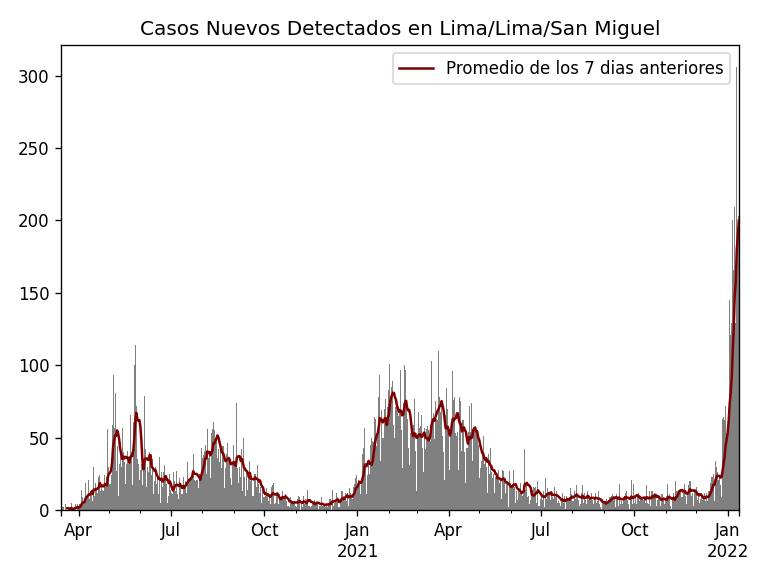 Casos Nuevos Detectados en Lima/Lima/San Miguel
Promedio de los 7 dias anteriores
300
250
200
150
100
50
0
Apr Jul Oct Jan Apr Jul Oct Jan
2021 2022